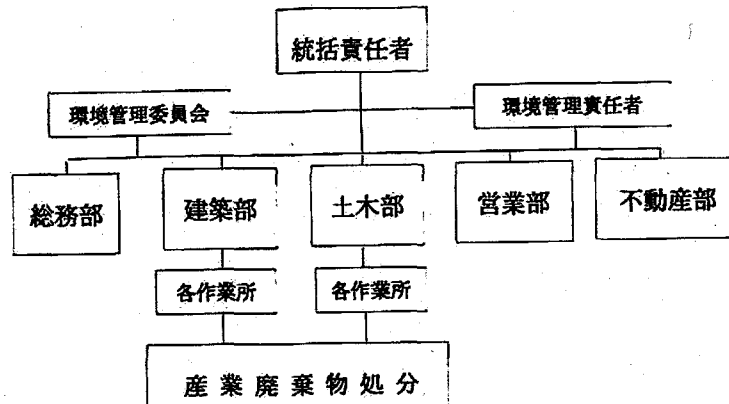 統括責任者
環境管理委員会
環境管理責任者
総務部
建築部
土木部
営業部
不動産部
各作業所
各作業所
産業廃棄物処分